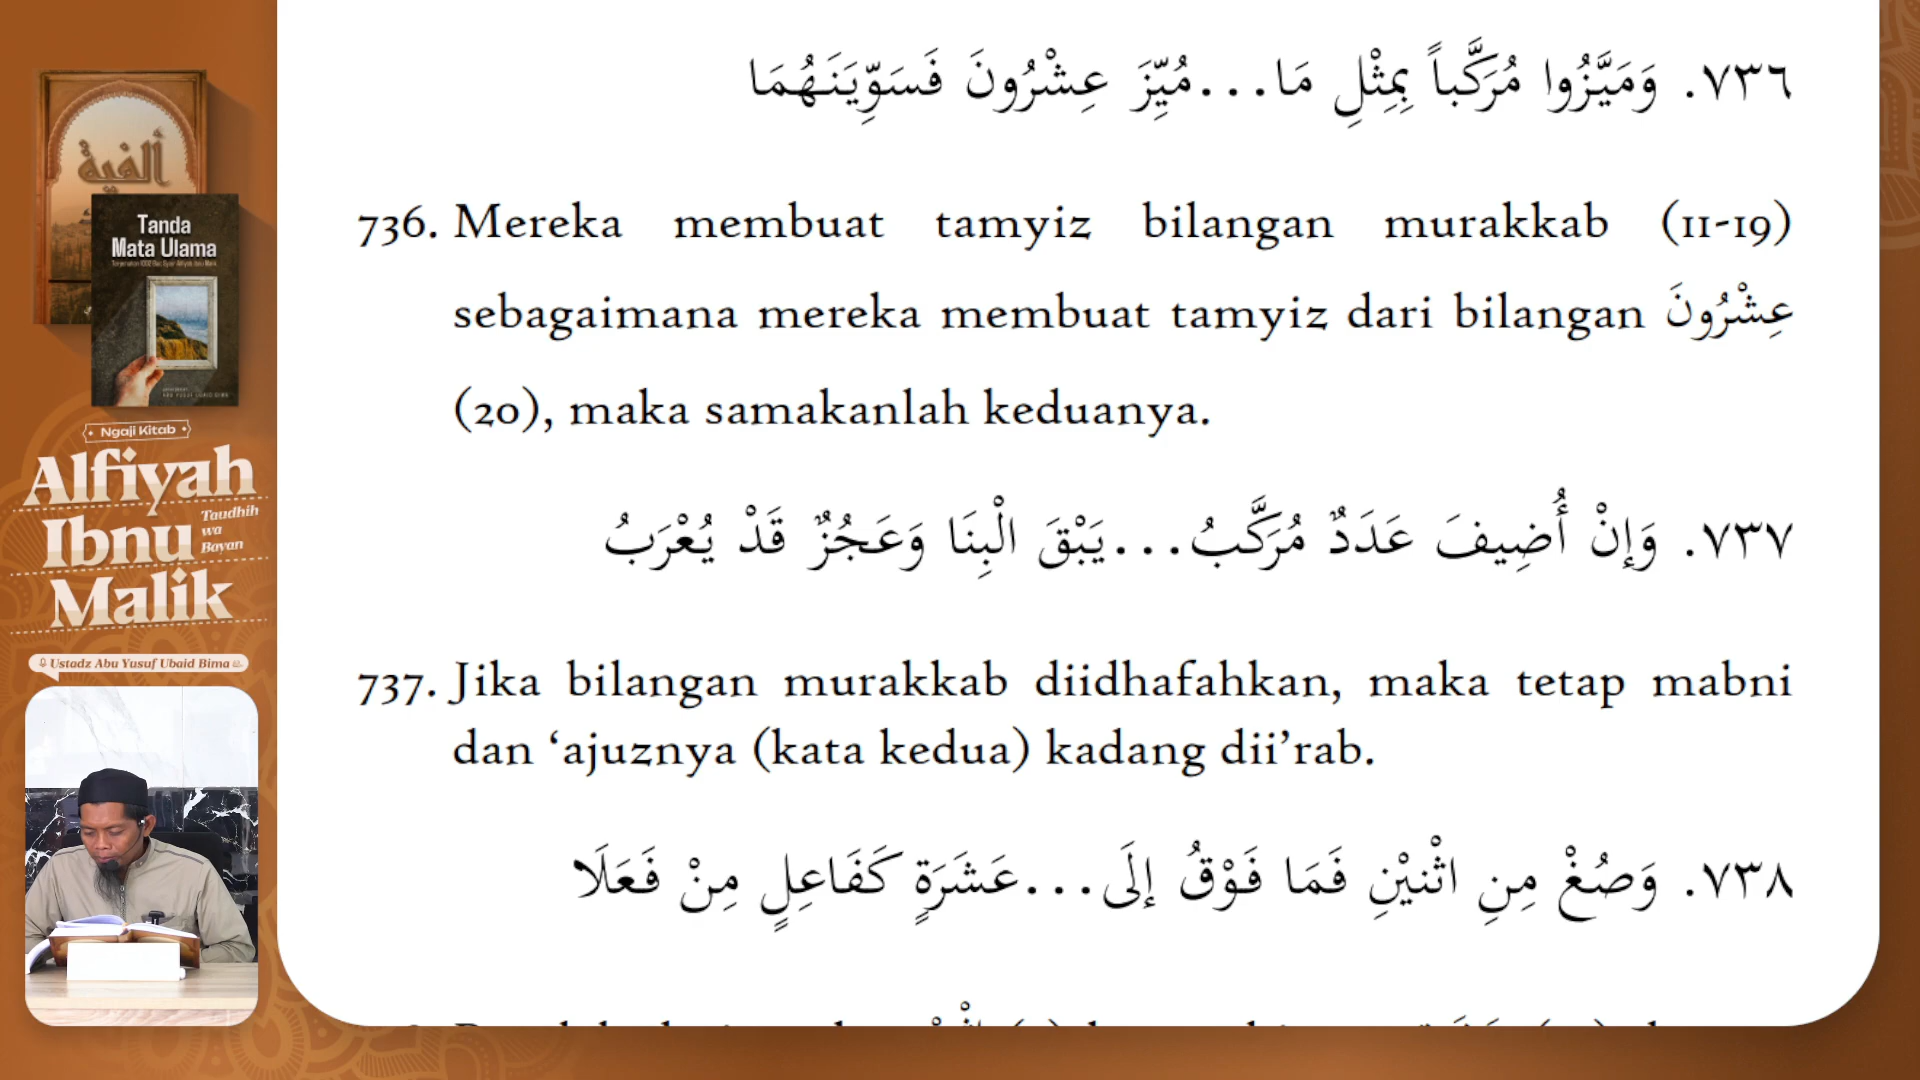 ألفية
Tanda
Mata Ulama
Ngaji Kitab
Alfiyah
Ibnu
Taudhih
wa
Bayan
Malik
Ustadz Abu Yusuf Ubaid Bima
٧٣٦. وَمَيَّزُوا مُرَكَّباً بِمِثْلِ مَا...مُيِّزَ عِشْرُونَ فَسَوِّيَنَهُمَا
736. Mereka membuat tamyiz bilangan murakkab (11-19)
sebagaimana mereka membuat tamyiz dari bilangan عِشْرُونَ
(20), maka samakanlah keduanya.
٧٣٧. وَإِنْ أُضِيفَ عَدَدٌ مُرَكَّبُ...يَبْقَ الْبِنَا وَعَجُزٌ قَدْ يُعْرَبُ
737. Jika bilangan murakkab diidhafahkan, maka tetap mabni
dan ‘ajuznya (kata kedua) kadang dii’rab.
٧٣٨. وَصُغْ مِنِ اثْنيْنِ فَمَا فَوْقُ إلَى...عَشَرَةٍ كَفَاعِلٍ مِنْ فَعَلَا